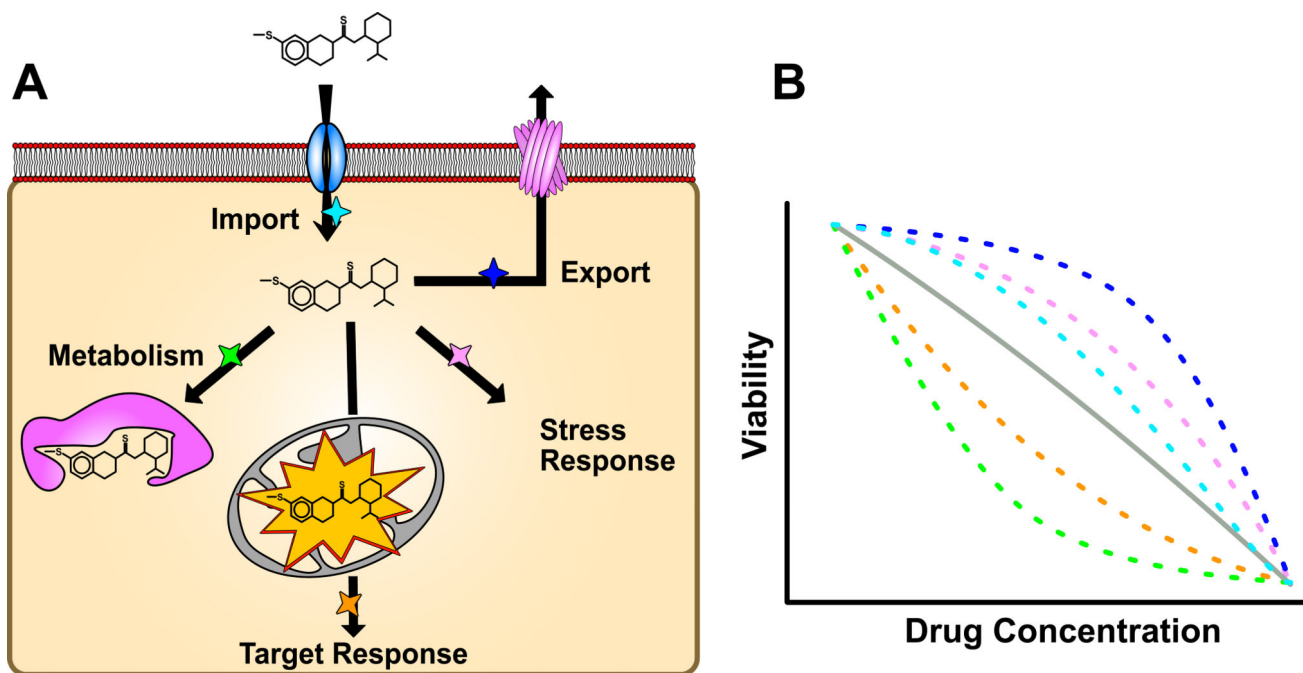 A
S
S
Import
S
S
Export
Metabolism
S
S
Stress
Response
S
S
Target Response
B
Viability
Drug Concentration